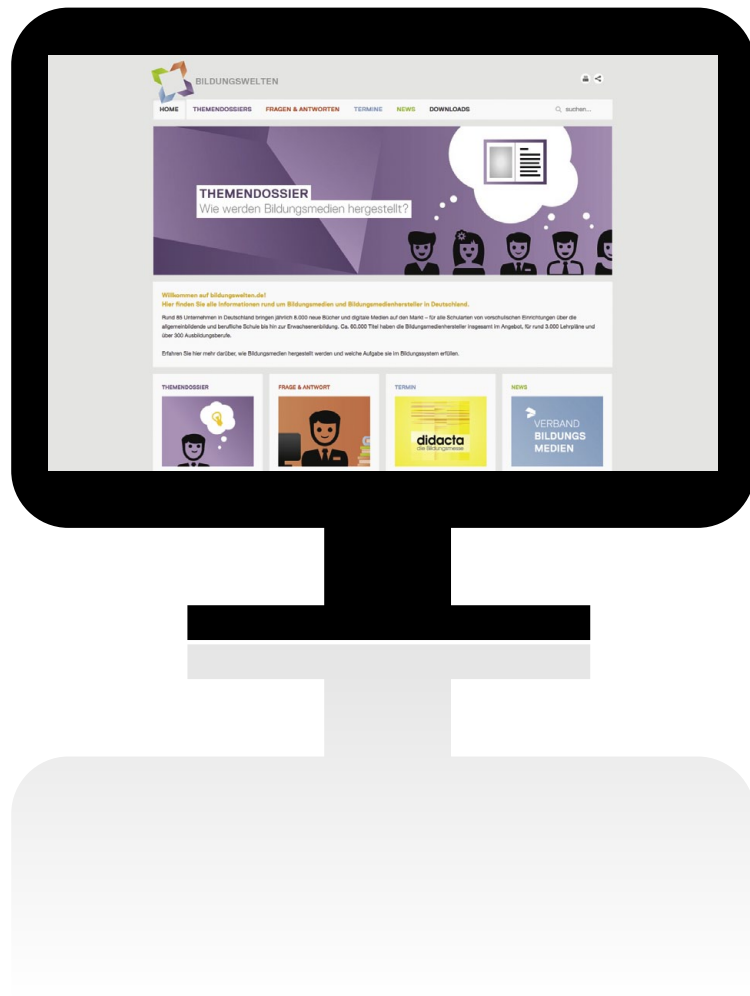 BILDUNGSWELTEN
HOME THEMENDOSSIERS FRAGEN & ANTWORTEN TERMINE NEWS DOWNLOADS suchen...
THEMENDOSSIER
Wie werden Bildungsmedien hergestellt?
Willkommen auf bildungswelten.de!
Hier finden Sie alle Informationen rund um Bildungsmedien und Bildungsmedienhersteller in Deutschland.
Rund 85 Unternehmen in Deutschland bringen jährlich 8.000 neue Bücher und digitale Medien auf den Markt – für alle Schularten von vorschulischen Einrichtungen über die
allgemeinbildende und berufliche Schule bis hin zur Erwachsenenbildung. Ca. 60.000 Titel haben die Bildungsmedienhersteller insgesamt im Angebot, für rund 3.000 Lehrpläne und
über 300 Ausbildungsberufe.
Erfahren Sie hier mehr darüber, wie Bildungsmedien hergestellt werden und welche Aufgabe sie im Bildungssystem erfüllen.
THEMENDOSSIER FRAGE & ANTWORT TERMIN NEWS
didacta
die Bildungsmesse
VERBAND
BILDUNGS
MEDIEN